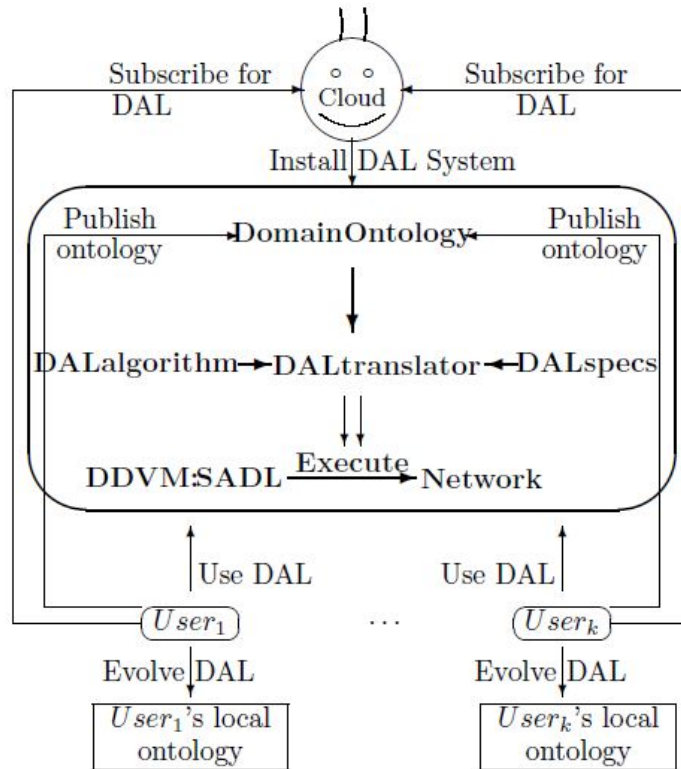 Subscribe for
DAL
Cloud
Subscribe for
DAL
Install DAL System
Publish
ontology
DomainOntology
Publish
ontology
DALalgorithm
DALtranslator
DALspecs
DDVM:SADL
Execute
Network
Use DAL
Use DAL
User₁
...
Userₖ
Evolve DAL
Evolve DAL
User₁'s local
ontology
Userₖ's local
ontology